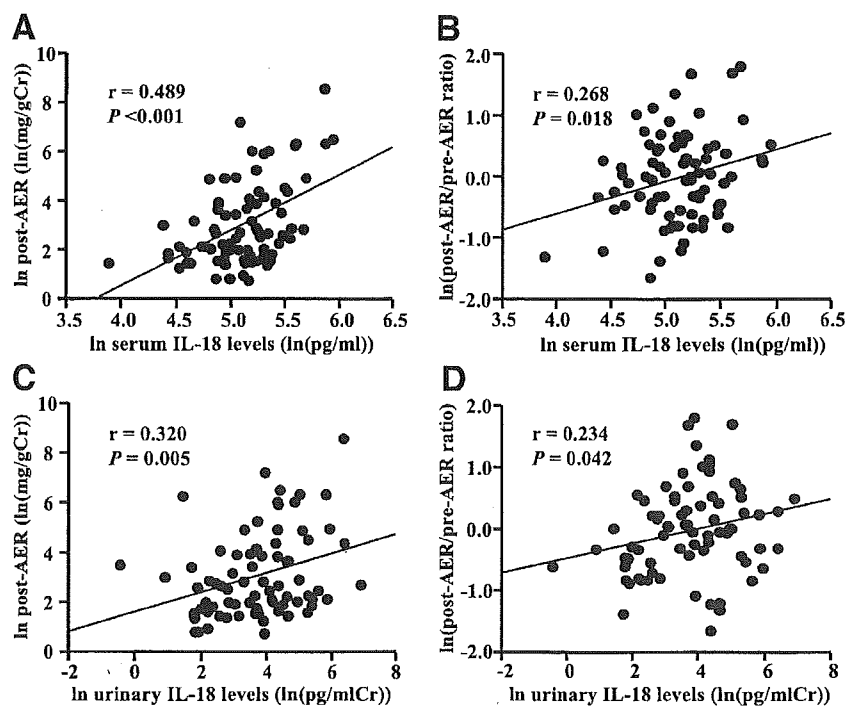 A
10
8
6
4
2
0
ln post-AER (ln(mg/gCr))
r = 0.489
P <0.001
3.5 4.0 4.5 5.0 5.5 6.0 6.5
ln serum IL-18 levels (ln(pg/ml))
B
2.0
1.0
0.0
-1.0
-2.0
ln(post-AER/pre-AER ratio)
r = 0.268
P = 0.018
3.5 4.0 4.5 5.0 5.5 6.0 6.5
ln serum IL-18 levels (ln(pg/ml))
C
10
8
6
4
2
0
ln post-AER (ln(mg/gCr))
r = 0.320
P = 0.005
-2 0 2 4 6 8
ln urinary IL-18 levels (ln(pg/mlCr))
D
2.0
1.0
0.0
-1.0
-2.0
ln(post-AER/pre-AER ratio)
r = 0.234
P = 0.042
-2 0 2 4 6 8
ln urinary IL-18 levels (ln(pg/mlCr))